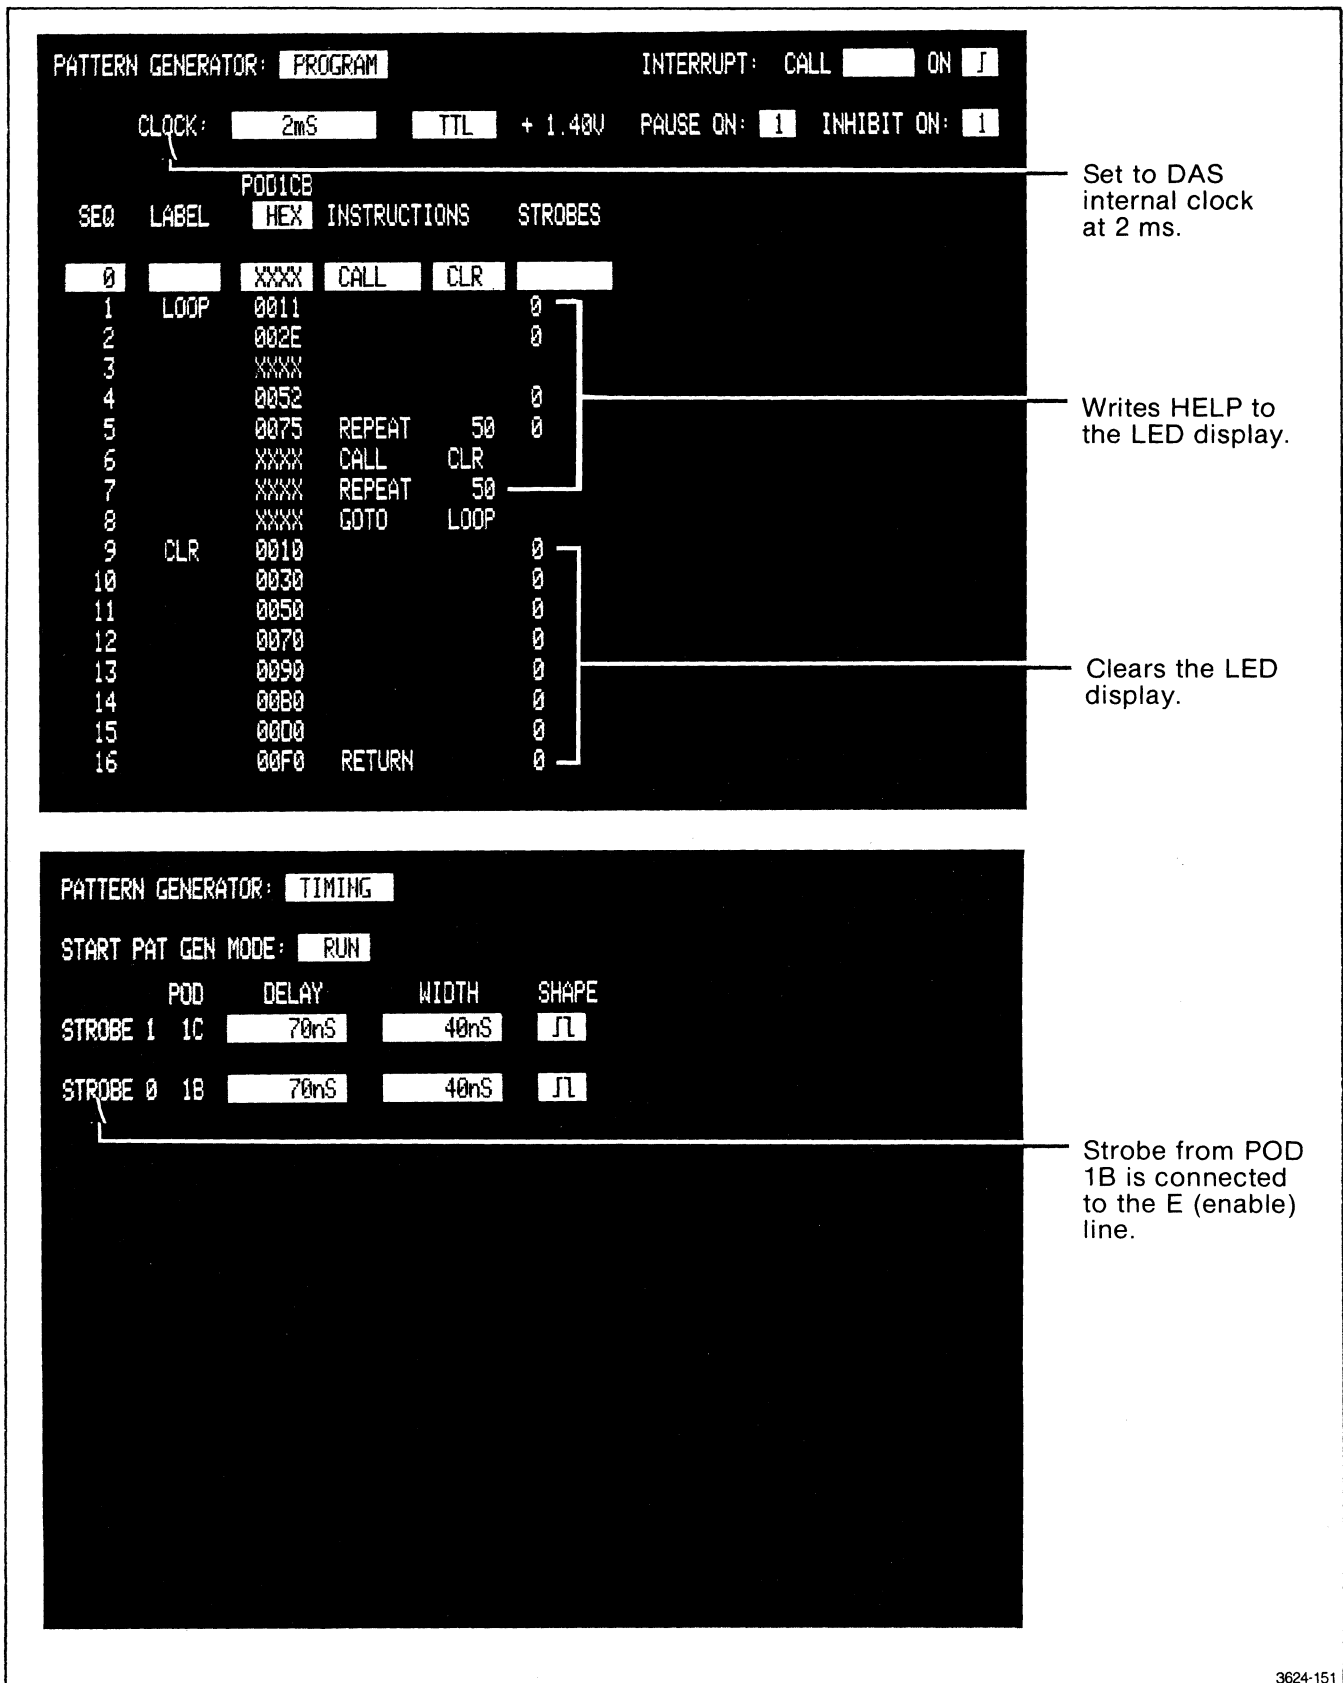 PATTERN GENERATOR: PROGRAM INTERRUPT: CALL ON ʃ
CLOCK: 2mS TTL + 1.40V PAUSE ON: 1 INHIBIT ON: 1
Set to DAS
internal clock
at 2 ms.
POD1CB
SEQ LABEL HEX INSTRUCTIONS STROBES
0 XXXX CALL CLR
1 LOOP 0011 0
2 002E 0
3 XXXX
4 0052 0
5 0075 REPEAT 50 0
6 XXXX CALL CLR
7 XXXX REPEAT 50
8 XXXX GOTO LOOP
9 CLR 0010 0
10 0030 0
11 0050 0
12 0070 0
13 0090 0
14 00B0 0
15 00D0 0
16 00F0 RETURN 0
Writes HELP to
the LED display.
Clears the LED
display.
PATTERN GENERATOR: TIMING
START PAT GEN MODE: RUN
POD DELAY WIDTH SHAPE
STROBE 1 1C 70nS 40nS
STROBE 0 1B 70nS 40nS
Strobe from POD
1B is connected
to the E (enable)
line.
3624-151